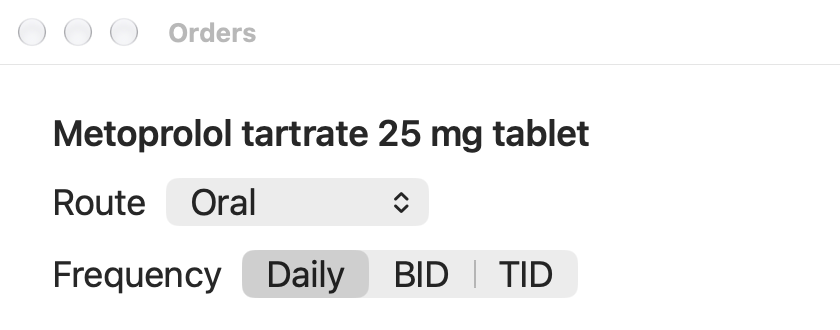 Orders
Metoprolol tartrate 25 mg tablet
Route Oral
Frequency Daily BID TID